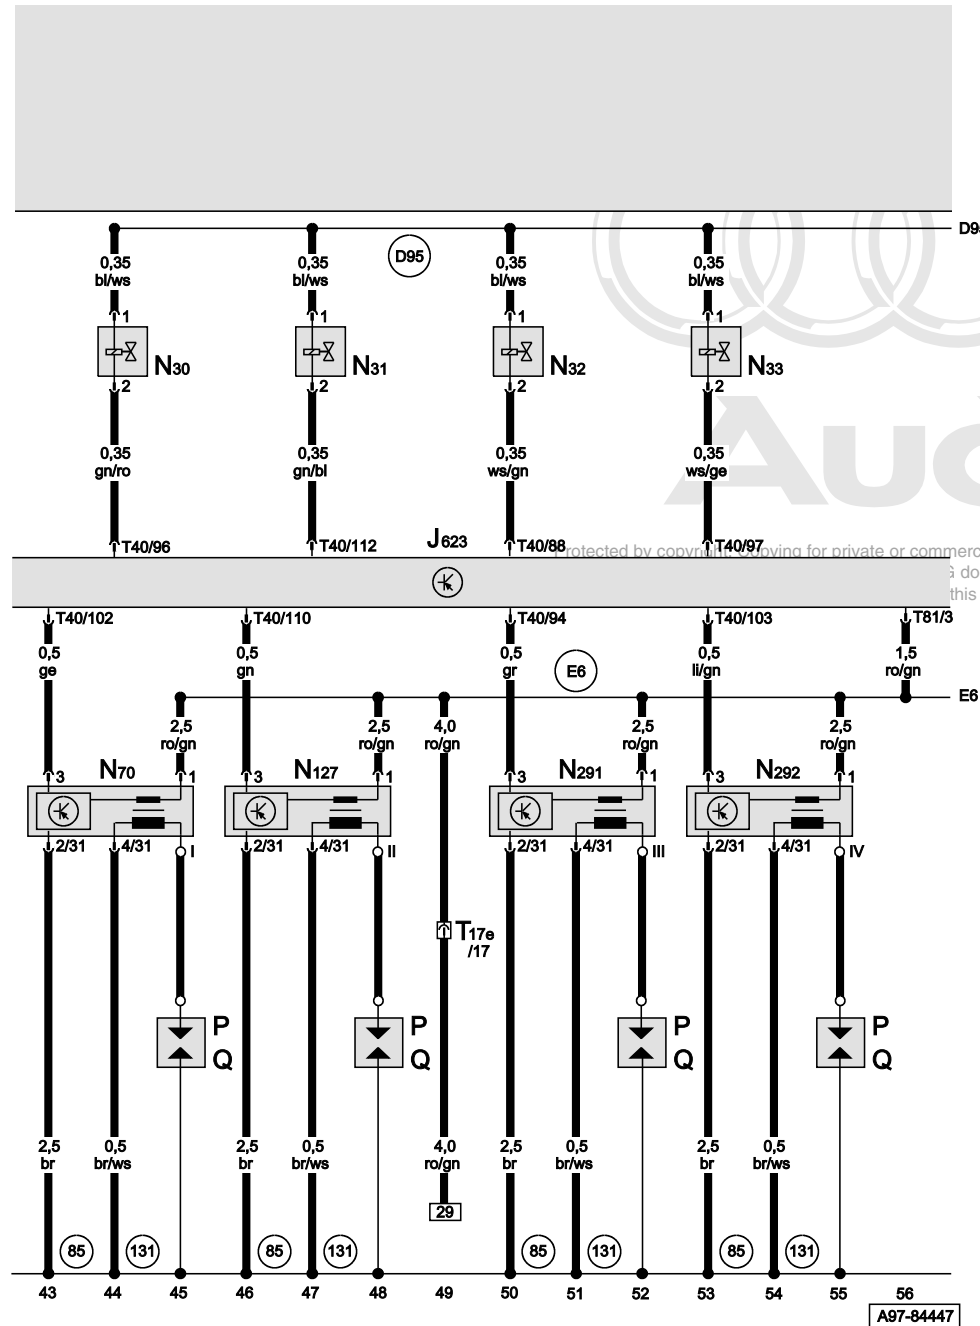 D95
0,35 0,35 0,35 0,35
bl/ws bl/ws bl/ws bl/ws
1 1 1 1
N30 N31 N32 N33
2 2 2 2
Aud
0,35 0,35 0,35 0,35
gn/ro gn/bl ws/gn ws/ge
T40/96 T40/112 J623 T40/88 T40/97
Protected by copyright. Copying for private or commerc
this
T40/102 T40/110 T40/94 T40/103 T81/3
0,5 0,5 0,5 0,5 1,5
ge gn gr E6 li/gn ro/gn
E6
2,5 2,5 4,0 2,5 2,5
ro/gn ro/gn ro/gn ro/gn ro/gn
3 N70 1 3 N127 1 3 N291 1 3 N292 1
2/31 4/31 I 2/31 4/31 II 2/31 4/31 III 2/31 4/31 IV
T17e
/17
P P P P
Q Q Q Q
2,5 0,5 2,5 0,5 4,0 2,5 0,5 2,5 0,5
br br/ws br br/ws ro/gn br br/ws br br/ws
29
85 131 85 131 85 131 85 131
43 44 45 46 47 48 49 50 51 52 53 54 55 56
A97-84447